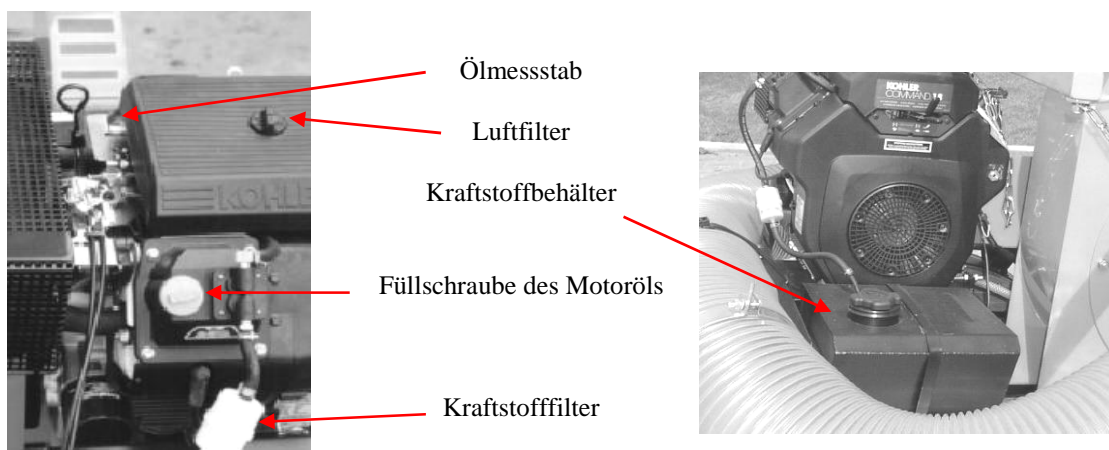 Ölmessstab
Luftfilter
Kraftstoffbehälter
Füllschraube des Motoröls
Kraftstofffilter
KOHLER
KOHLER
COMMAND